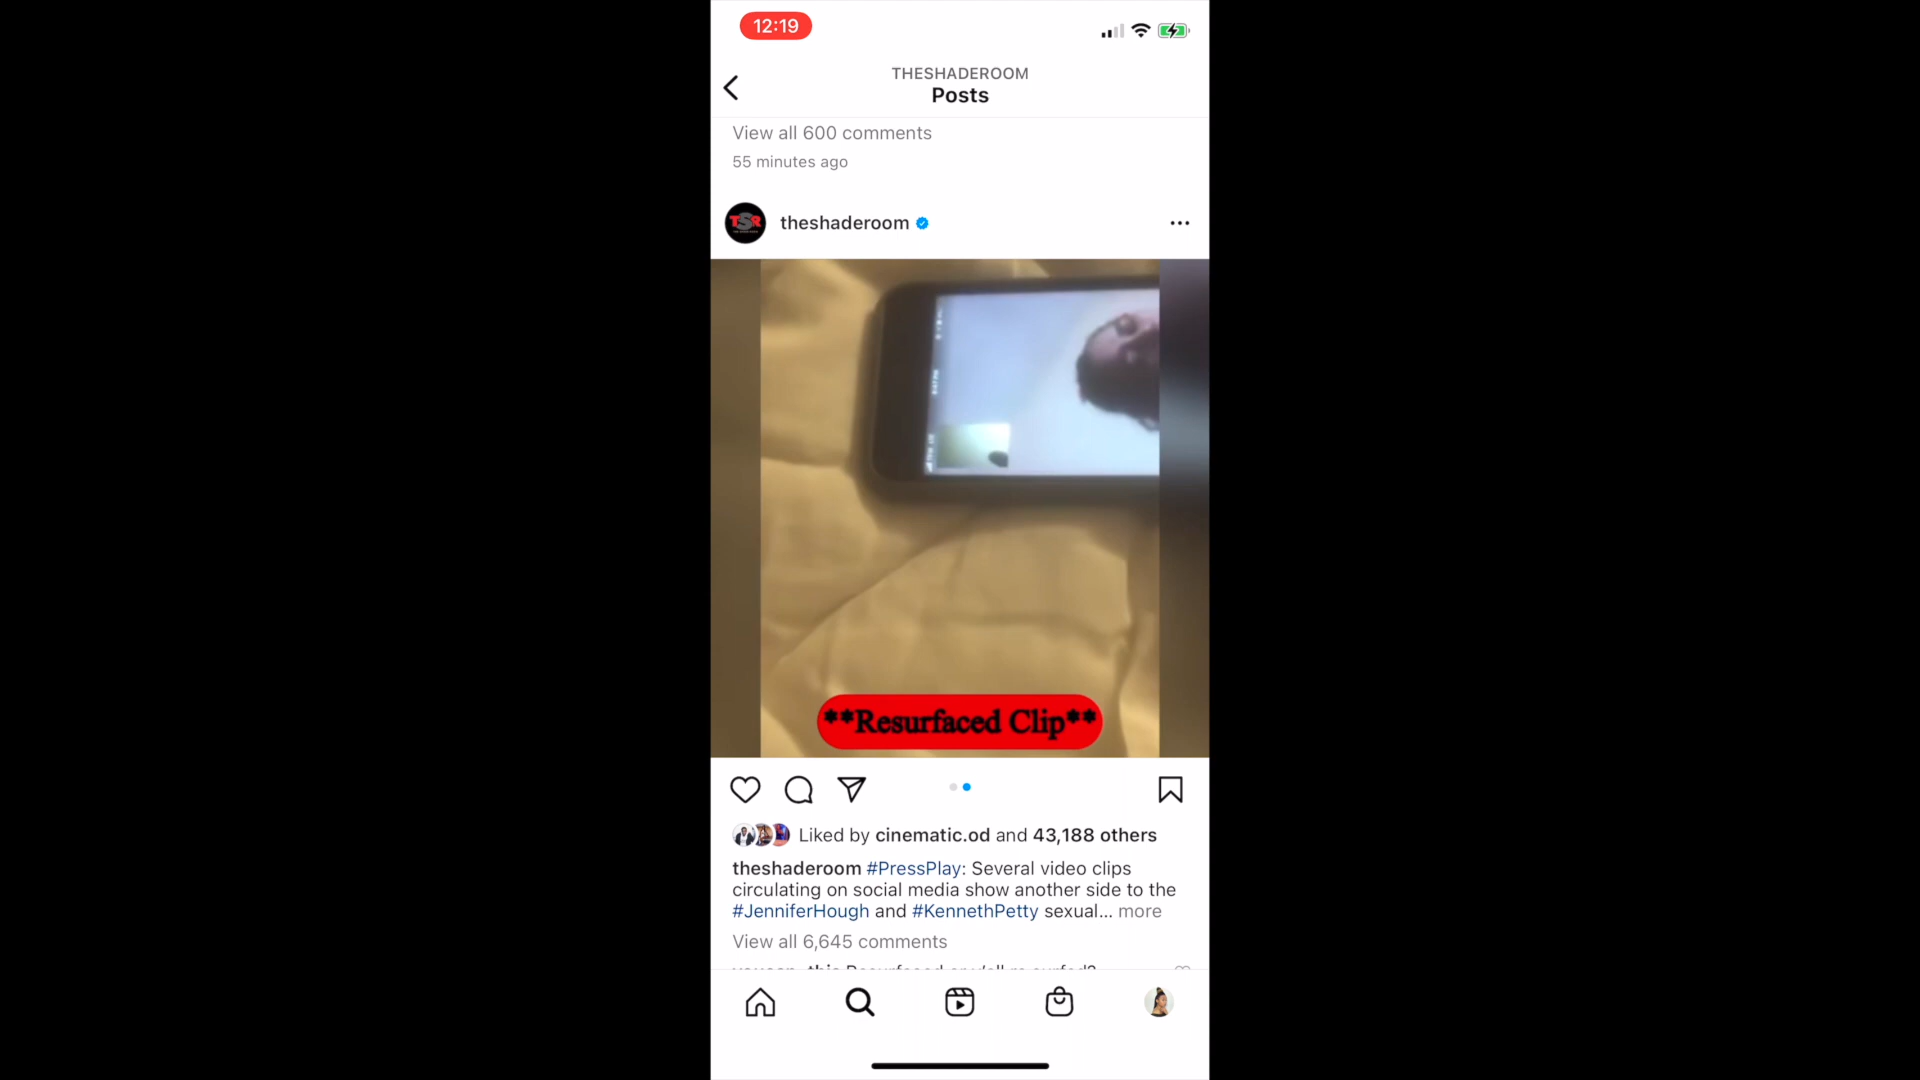 12:19
THESHADEROOM
Posts
View all 600 comments
55 minutes ago
TSR
theshaderoom
**Resurfaced Clip**
Liked by cinematic.od and 43,188 others
theshaderoom #PressPlay: Several video clips
circulating on social media show another side to the
#JenniferHough and #KennethPetty sexual... more
View all 6,645 comments